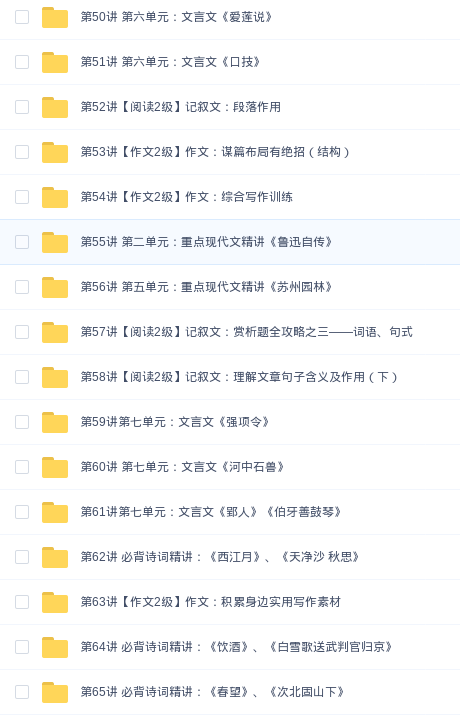 第50讲 第六单元：文言文《爱莲说》
第51讲 第六单元：文言文《口技》
第52讲【阅读2级】记叙文：段落作用
第53讲【作文2级】作文：谋篇布局有绝招（结构）
第54讲【作文2级】作文：综合写作训练
第55讲 第二单元：重点现代文精讲《鲁迅自传》
第56讲 第五单元：重点现代文精讲《苏州园林》
第57讲【阅读2级】记叙文：赏析题全攻略之三——词语、句式
第58讲【阅读2级】记叙文：理解文章句子含义及作用（下）
第59讲第七单元：文言文《强项令》
第60讲 第七单元：文言文《河中石兽》
第61讲第七单元：文言文《郢人》《伯牙善鼓琴》
第62讲 必背诗词精讲：《西江月》、《天净沙 秋思》
第63讲【作文2级】作文：积累身边实用写作素材
第64讲 必背诗词精讲：《饮酒》、《白雪歌送武判官归京》
第65讲 必背诗词精讲：《春望》、《次北固山下》